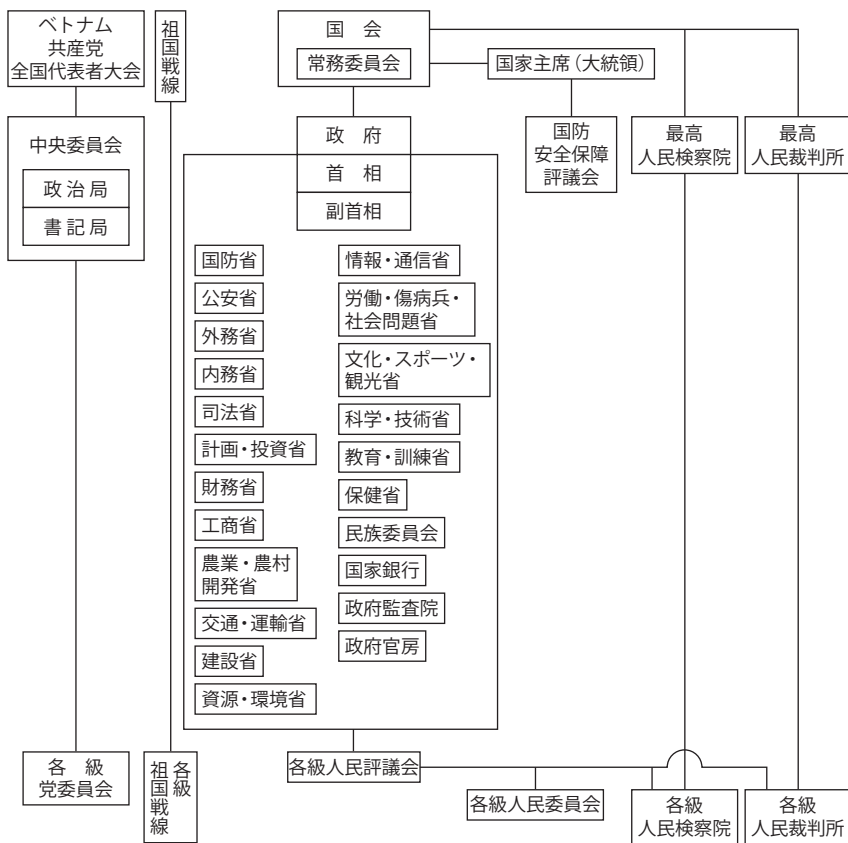 ベトナム
共産党
全国代表者大会
祖国戦線
国　会
常務委員会
国家主席（大統領）
中央委員会
政治局
書記局
政　府
首　相
副首相
国防
安全保障
評議会
最高
人民検察院
最高
人民裁判所
国防省
公安省
外務省
内務省
司法省
計画・投資省
財務省
工商省
農業・農村
開発省
交通・運輸省
建設省
資源・環境省
情報・通信省
労働・傷病兵・
社会問題省
文化・スポーツ・
観光省
科学・技術省
教育・訓練省
保健省
民族委員会
国家銀行
政府監査院
政府官房
各　級
党委員会
各級
祖国戦線
各級人民評議会
各級人民委員会
各級
人民検察院
各級
人民裁判所